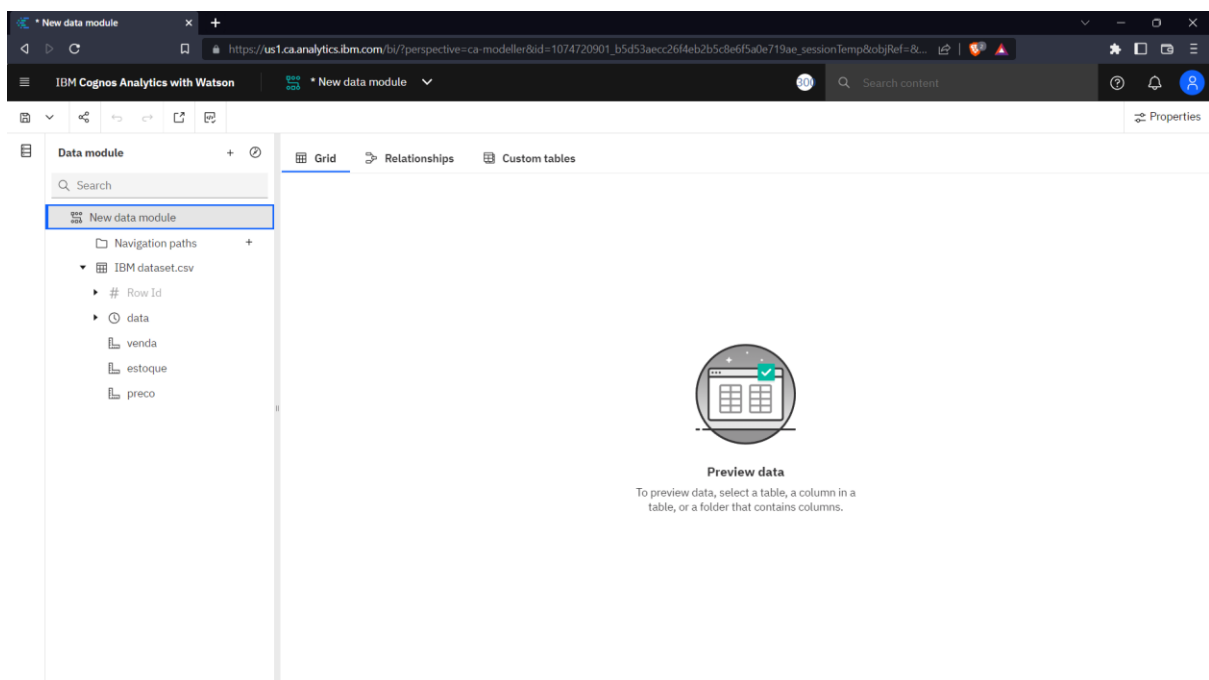 * New data module
https://us1.ca.analytics.ibm.com/bi/?perspective=ca-modeller&id=1074720901_b5d53aecc26f4eb2b5c8e6f5a0e719ae_sessionTemp&objRef=&...
IBM Cognos Analytics with Watson
* New data module
Search content
Properties
Data module
Search
New data module
Navigation paths
IBM dataset.csv
# Row Id
data
venda
estoque
preco
Grid
Relationships
Custom tables
Preview data
To preview data, select a table, a column in a
table, or a folder that contains columns.